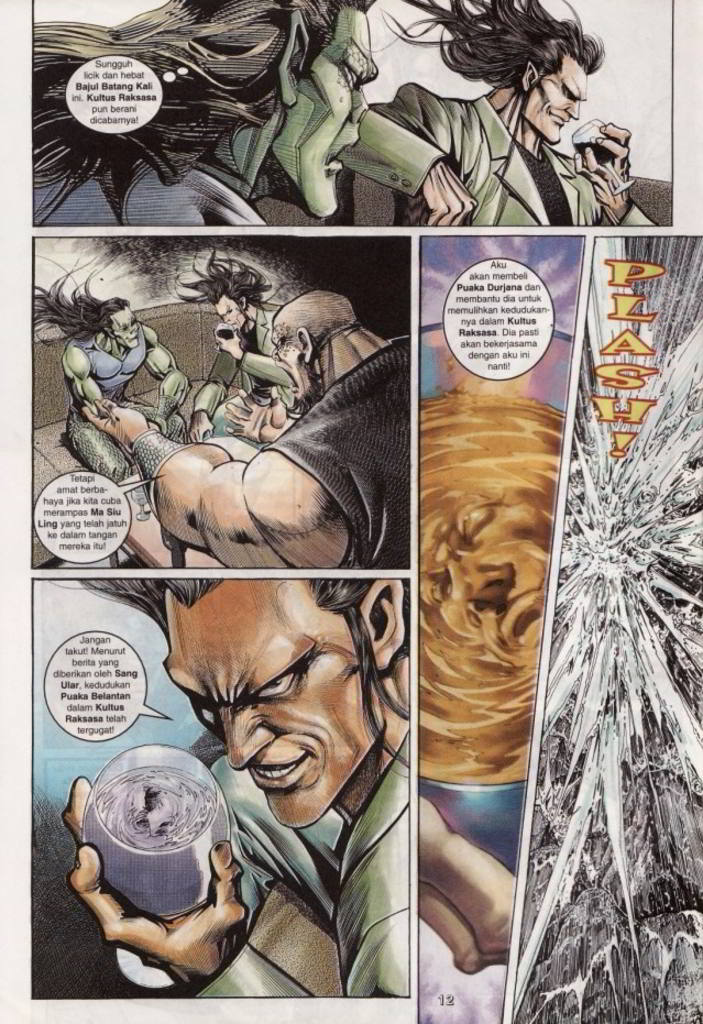 Sungguh
licik dan hebat
Bajul Batang Kali
ini. Kultus Raksasa
pun berani
dicabarnya!
Tetapi
amat berba-
haya jika kita cuba
merampas Ma Siu
Ling yang telah jatuh
ke dalam tangan
mereka itu!
Jangan
takut! Menurut
berita yang
diberikan oleh Sang
Ular, kedudukan
Puaka Belantan
dalam Kultus
Raksasa telah
tergugat!
Aku
akan membeli
Puaka Durjana dan
membantu dia untuk
memulihkan kedudukan-
nya dalam Kultus
Raksasa. Dia pasti
akan bekerjasama
dengan aku ini
nanti!
PLASH!
12